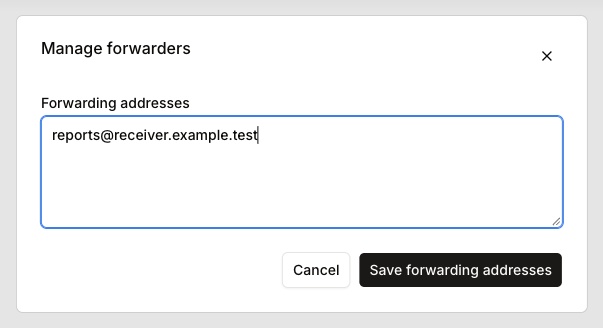 Manage forwarders
Forwarding addresses
reports@receiver.example.test
Cancel
Save forwarding addresses